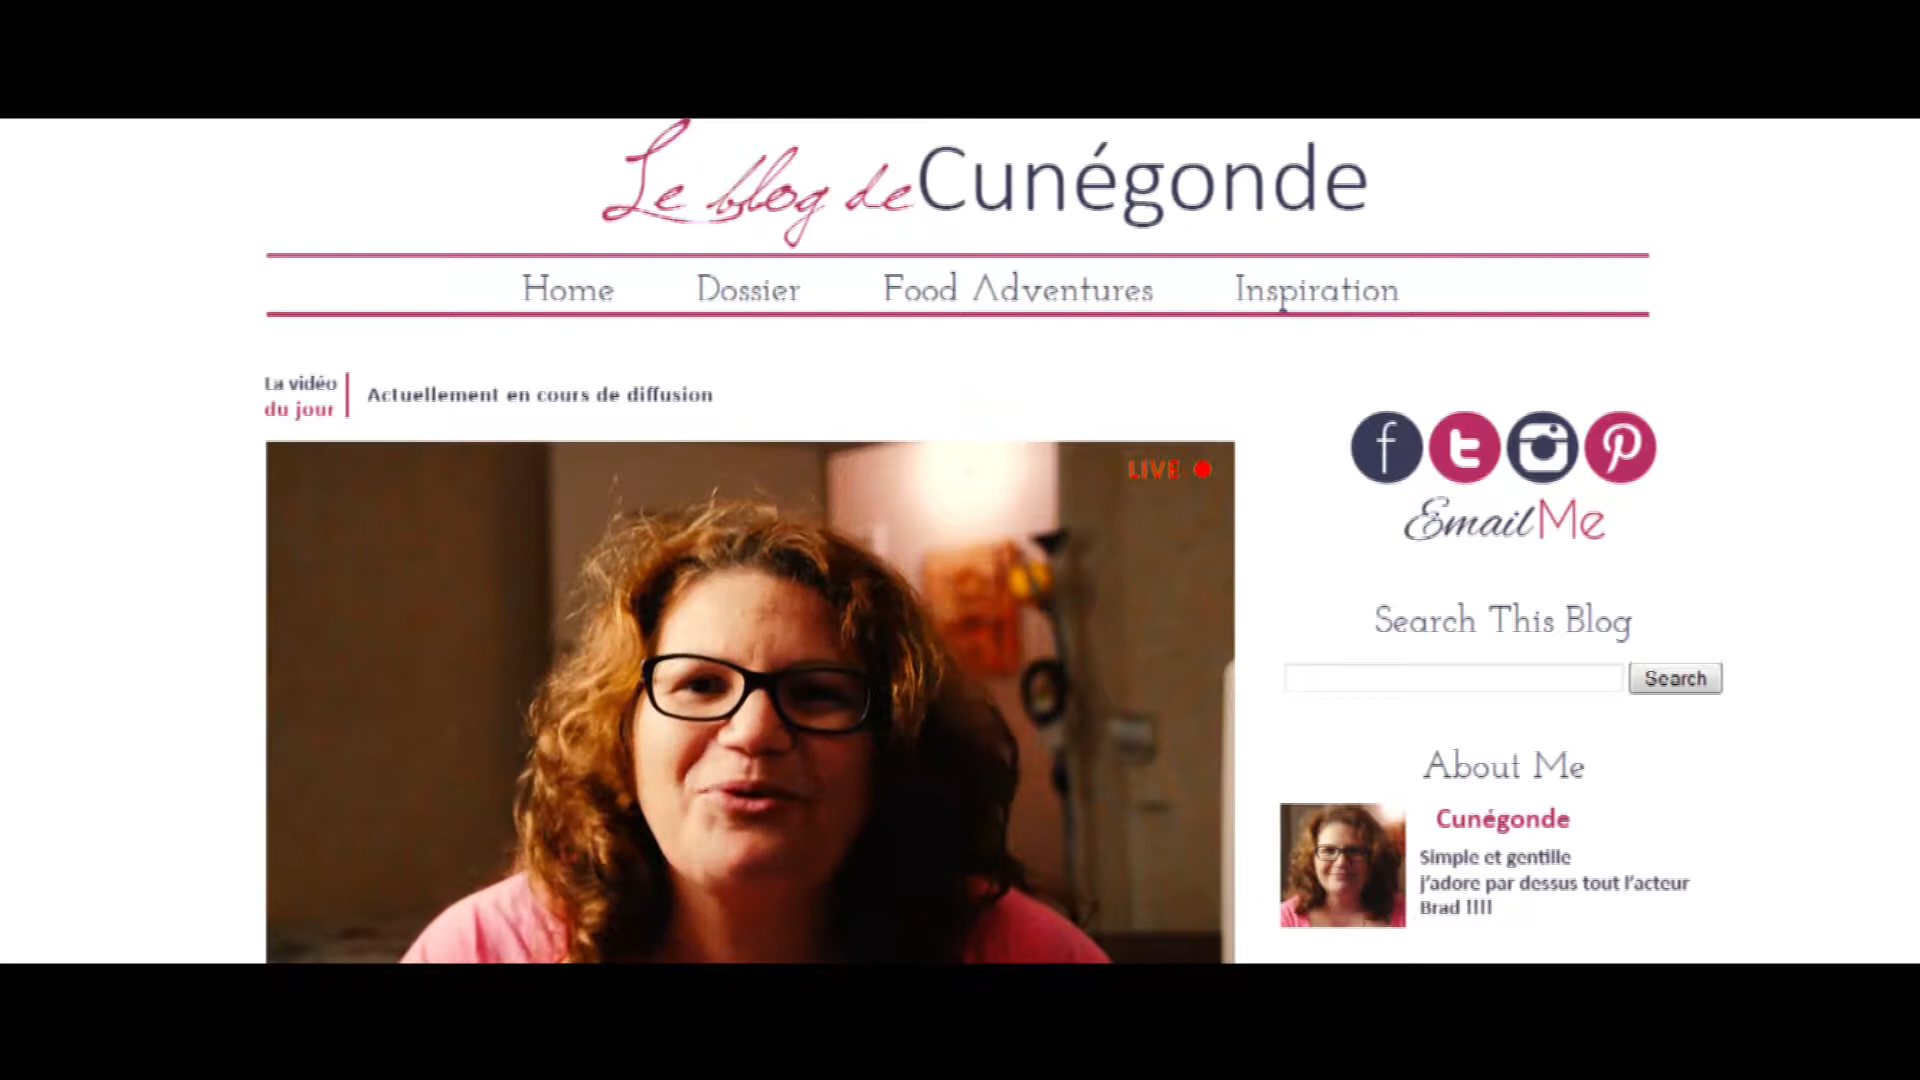 Le blog de Cunégonde
Home Dossier Food Adventures Inspiration
La vidéo
du jour
Actuellement en cours de diffusion
LIVE
Email Me
Search This Blog
Search
About Me
Cunégonde
Simple et gentille
j'adore par dessus tout l'acteur
Brad !!!!